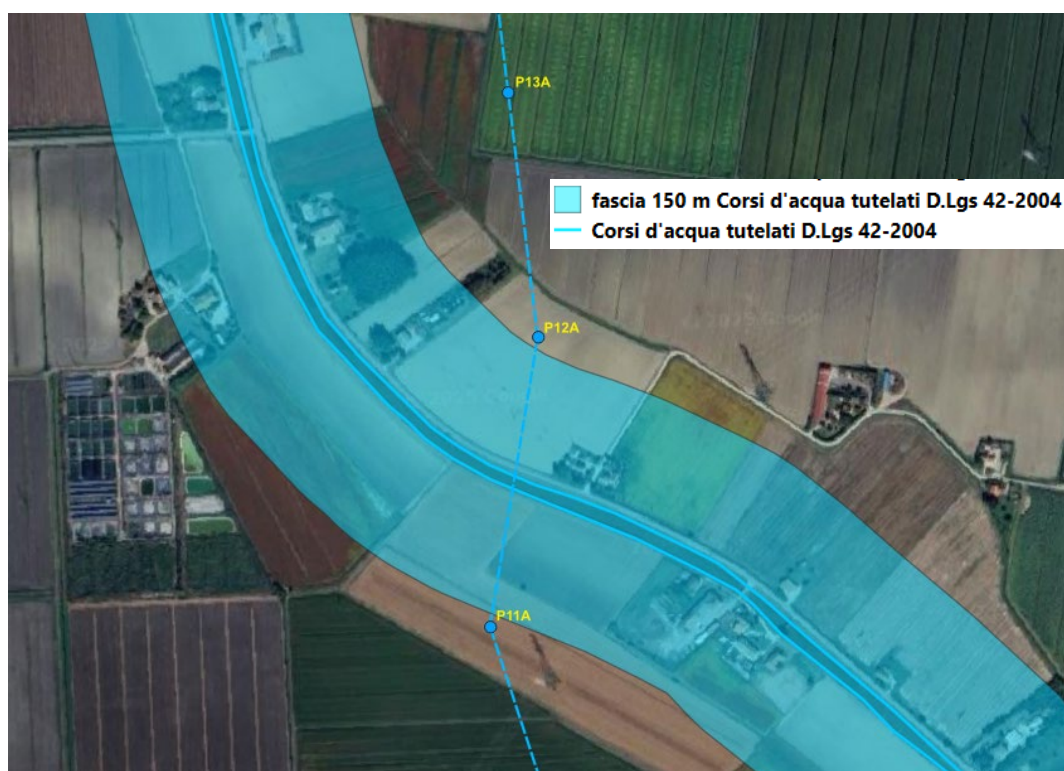 P13A
fascia 150 m Corsi d'acqua tutelati D.Lgs 42-2004
Corsi d'acqua tutelati D.Lgs 42-2004
P12A
P11A